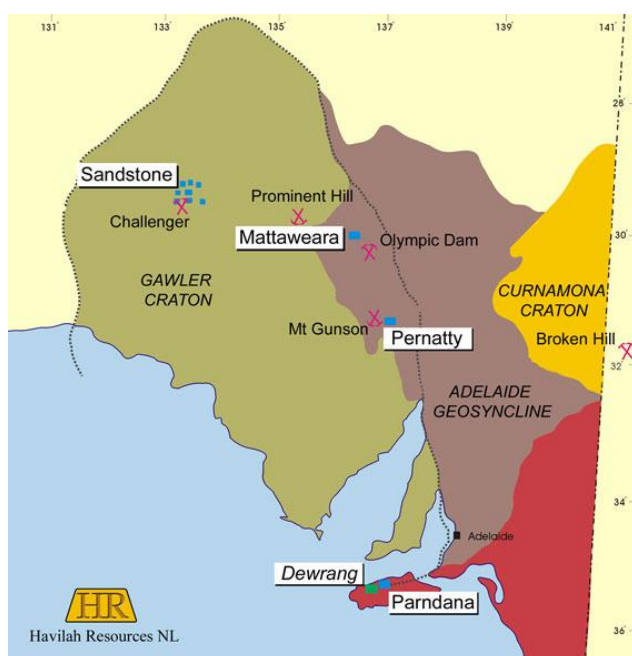 131°
133°
135°
137°
139°
141°
28°
Sandstone
Prominent Hill
Challenger
Mattaweara
30°
Olympic Dam
GAWLER
CRATON
CURNAMONA
CRATON
Mt Gunson
Pernatty
Broken Hill
32°
ADELAIDE
GEOSYNCLINE
34°
Adelaide
Dewrang
Parndana
HR
Havilah Resources NL
36°